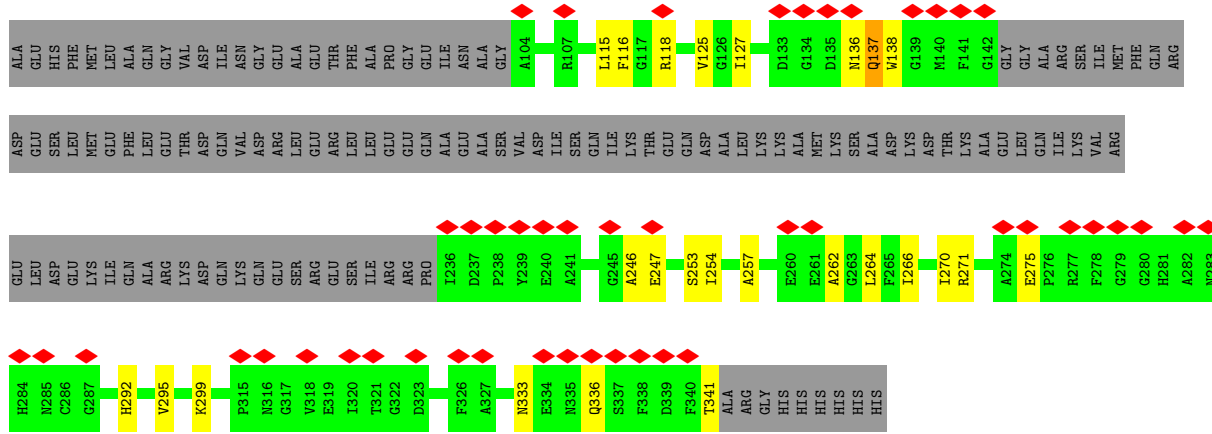 ALA GLU HIS PHE MET LEU ALA GLN GLY VAL ASP ILE ASN GLY GLU ALA GLU THR PHE ALA PRO GLY GLU ILE ASN ALA GLY A104 R107 L115 F116 G117 R118 V125 G126 I127 D133 G134 D135 N136 Q137 W138 G139 M140 F141 G142 GLY GLY ALA ARG SER ILE MET PHE GLN ARG
ASP GLU SER LEU MET GLU PHE LEU GLU THR ASP GLN VAL ASP ARG LEU GLU ARG LEU LEU GLU GLN GLN ALA GLU ALA SER VAL ASP ILE SER GLN ILE LYS THR GLU GLN ASP ALA LEU LYS LYS ALA MET LYS SER ALA ASP LYS ASP THR LYS ALA GLU LEU GLN ILE LYS VAL ARG
GLU LEU ASP GLU LYS ILE GLN ALA ARG LYS ASP GLN LYS GLN GLU SER ARG GLU SER ILE ARG ARG PRO I236 D237 P238 Y239 E240 A241 G245 A246 E247 S253 I254 A257 E260 E261 A262 G263 L264 F265 I266 I270 R271 A274 E275 P276 R277 F278 G279 G280 H281 A282 N283
H284 N285 C286 G287 H292 V295 K299 P315 N316 G317 V318 E319 I320 T321 G322 D323 F326 A327 N333 E334 N335 Q336 S337 F338 D339 F340 T341 ALA ARG GLY HIS HIS HIS HIS HIS HIS